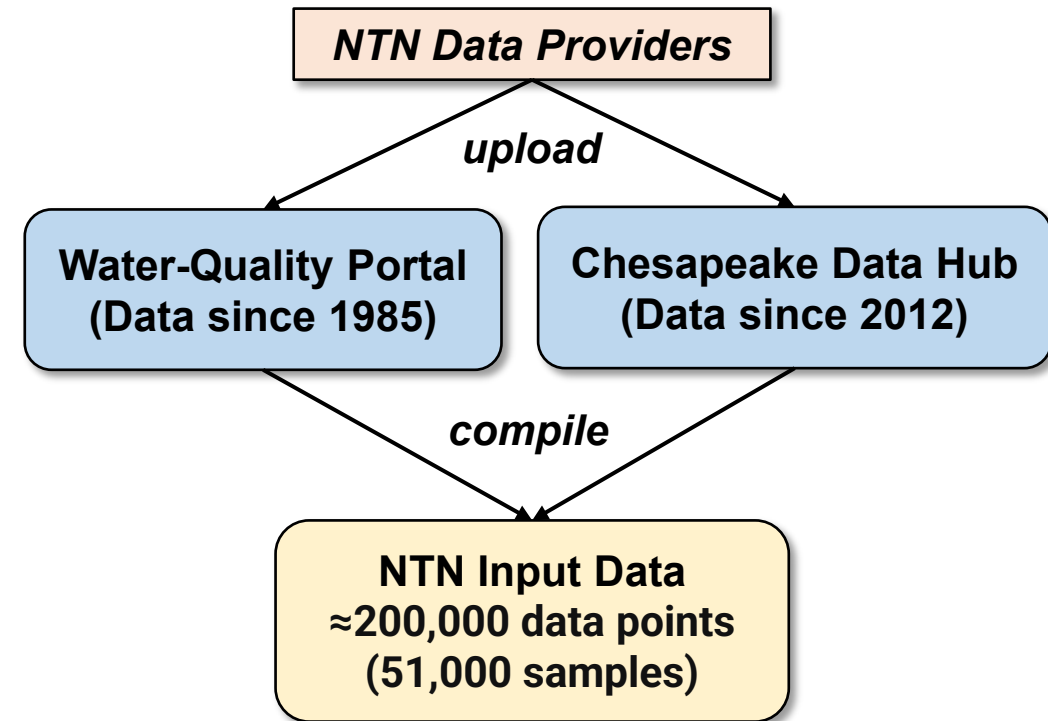 NTN Data Providers
upload
Water-Quality Portal
(Data since 1985)
Chesapeake Data Hub
(Data since 2012)
compile
NTN Input Data
≈200,000 data points
(51,000 samples)